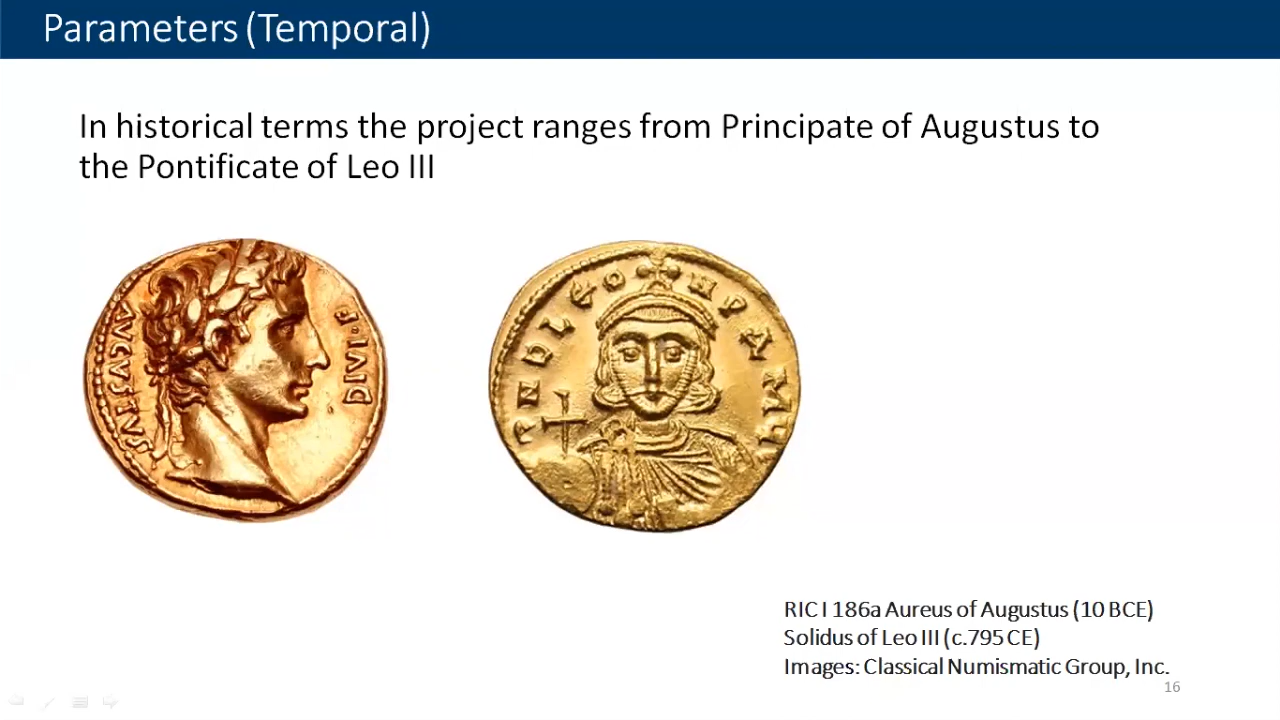 Parameters (Temporal)
In historical terms the project ranges from Principate of Augustus to
the Pontificate of Leo III
AVGVSTVS
DIVI·F
NDLEO
NPAMЧ
RIC I 186a Aureus of Augustus (10 BCE)
Solidus of Leo III (c.795 CE)
Images: Classical Numismatic Group, Inc.
16